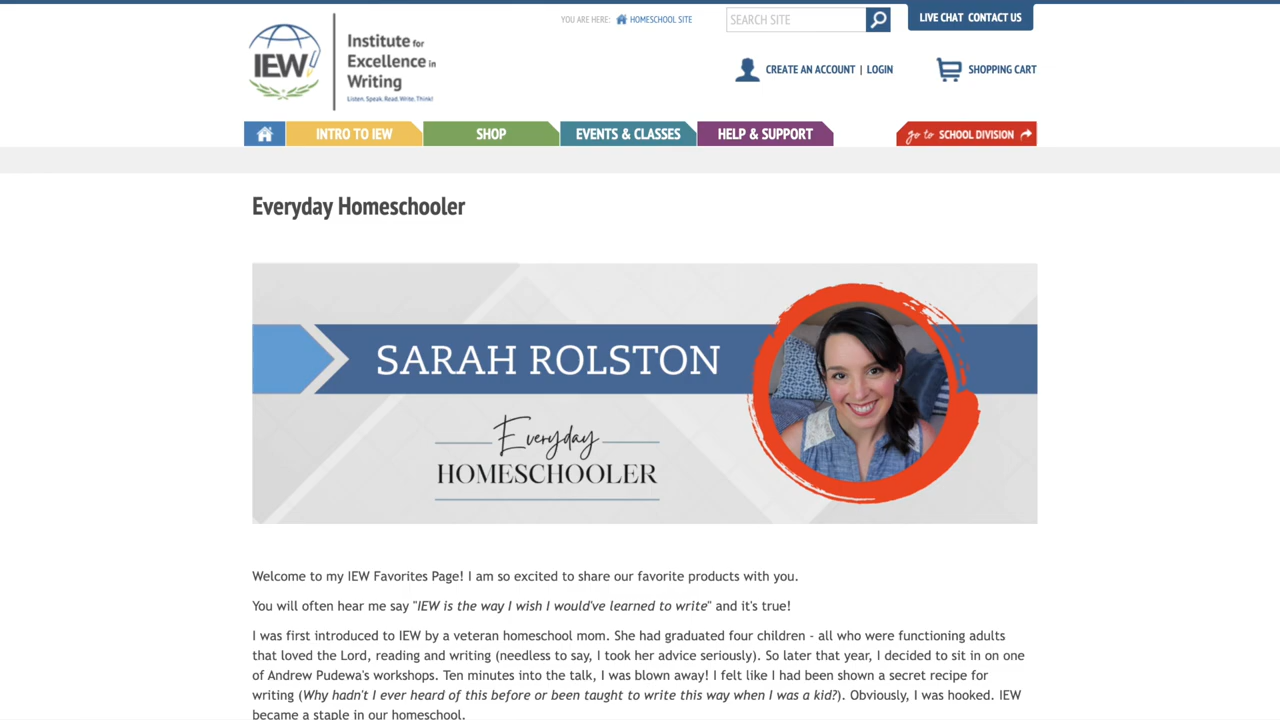 YOU ARE HERE: HOMESCHOOL SITE
SEARCH SITE
LIVE CHAT CONTACT US
IEW
Institute for
Excellence in
Writing
Listen. Speak. Read. Write. Think!
CREATE AN ACCOUNT | LOGIN
SHOPPING CART
INTRO TO IEW
SHOP
EVENTS & CLASSES
HELP & SUPPORT
go to SCHOOL DIVISION
Everyday Homeschooler
SARAH ROLSTON
Everyday
HOMESCHOOLER
Welcome to my IEW Favorites Page! I am so excited to share our favorite products with you.
You will often hear me say "IEW is the way I wish I would've learned to write" and it's true!
I was first introduced to IEW by a veteran homeschool mom. She had graduated four children - all who were functioning adults
that loved the Lord, reading and writing (needless to say, I took her advice seriously). So later that year, I decided to sit in on one
of Andrew Pudewa's workshops. Ten minutes into the talk, I was blown away! I felt like I had been shown a secret recipe for
writing (Why hadn't I ever heard of this before or been taught to write this way when I was a kid?). Obviously, I was hooked. IEW
became a staple in our homeschool.